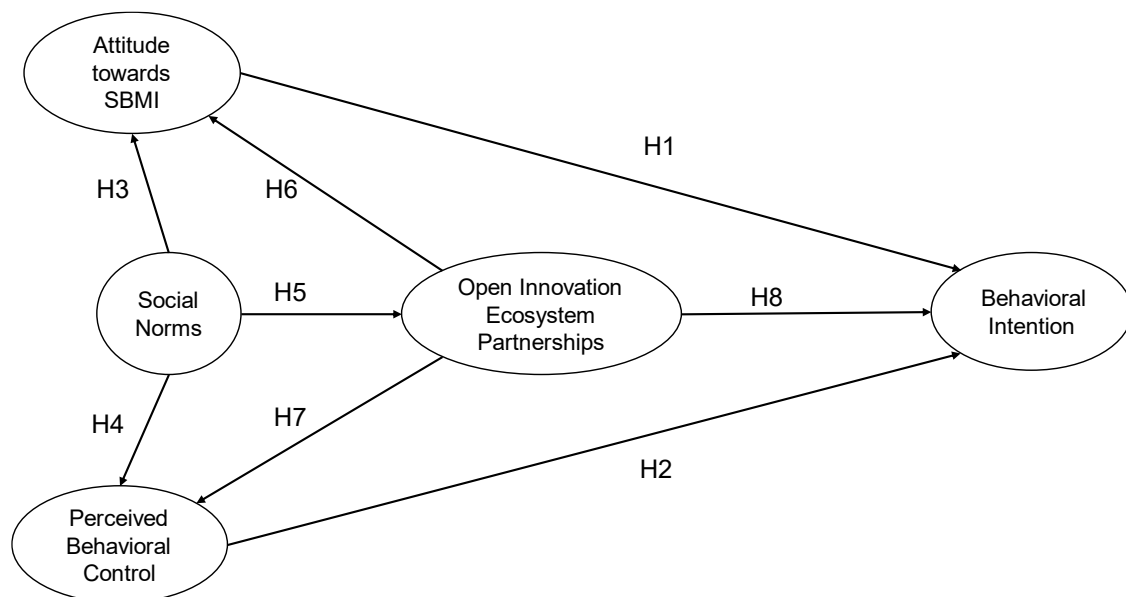 Attitude
towards
SBMI
H1
H3
H6
Social
Norms
H5
Open Innovation
Ecosystem
Partnerships
H8
Behavioral
Intention
H4
H7
H2
Perceived
Behavioral
Control